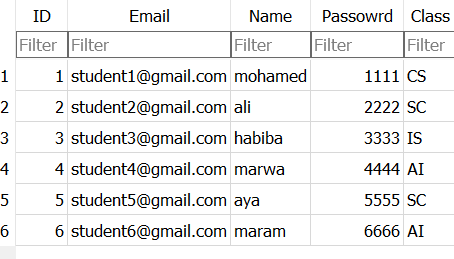 ID Email Name Passowrd Class
Filter Filter Filter Filter Filter
1 1 student1@gmail.com mohamed 1111 CS
2 2 student2@gmail.com ali 2222 SC
3 3 student3@gmail.com habiba 3333 IS
4 4 student4@gmail.com marwa 4444 AI
5 5 student5@gmail.com aya 5555 SC
6 6 student6@gmail.com maram 6666 AI